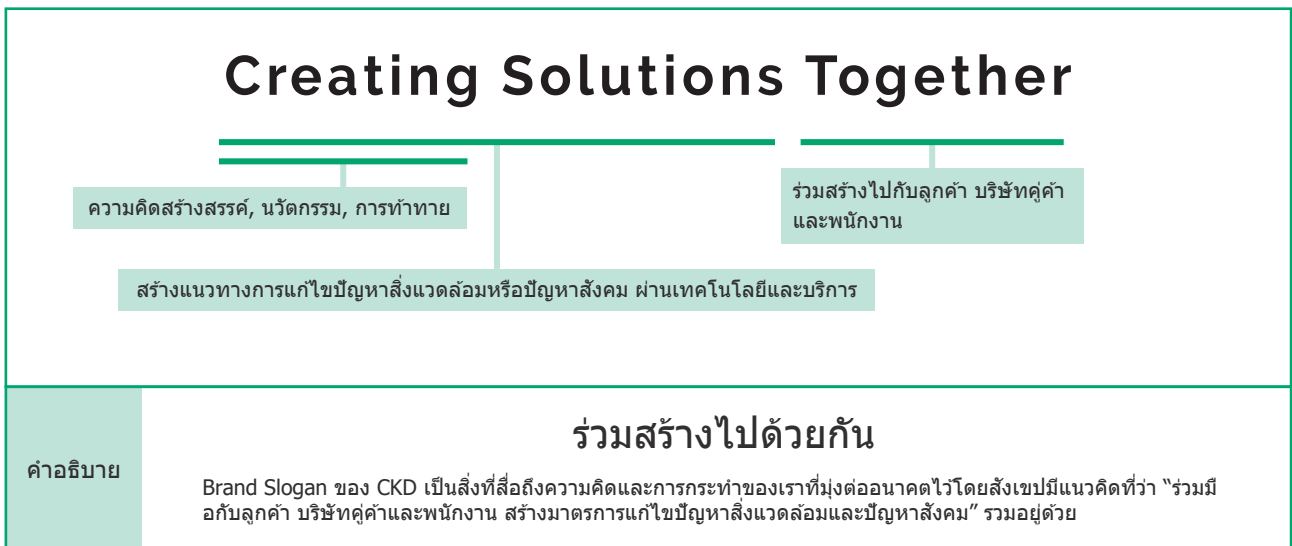 Creating Solutions Together
ความคิดสร้างสรรค์, นวัตกรรม, การท้าทาย
ร่วมสร้างไปกับลูกค้า บริษัทคู่ค้า
และพนักงาน
สร้างแนวทางการแก้ไขปัญหาสิ่งแวดล้อมหรือปัญหาสังคม ผ่านเทคโนโลยีและบริการ
คำอธิบาย
ร่วมสร้างไปด้วยกัน
Brand Slogan ของ CKD เป็นสิ่งที่สื่อถึงความคิดและการกระทำของเราที่มุ่งต่ออนาคตไว้โดยสังเขปมีแนวคิดที่ว่า “ร่วมมื
อกับลูกค้า บริษัทคู่ค้าและพนักงาน สร้างมาตรการแก้ไขปัญหาสิ่งแวดล้อมและปัญหาสังคม” รวมอยู่ด้วย